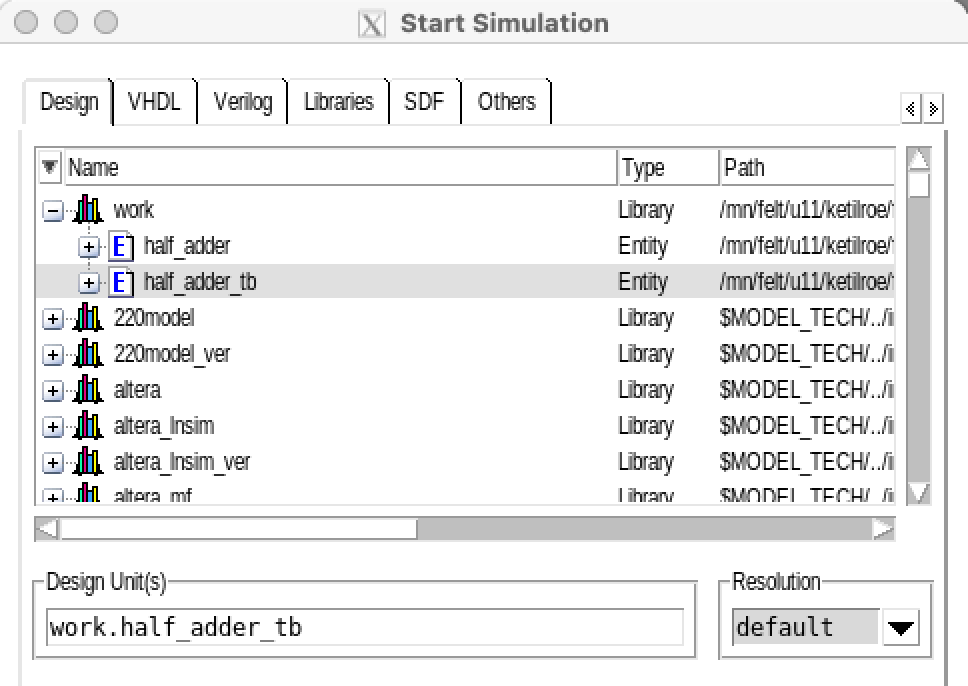 Start Simulation
Design VHDL Verilog Libraries SDF Others
Name Type Path
work Library /mn/felt/u11/ketilroe/
half_adder Entity /mn/felt/u11/ketilroe/
half_adder_tb Entity /mn/felt/u11/ketilroe/
220model Library $MODEL_TECH/../i
220model_ver Library $MODEL_TECH/../i
altera Library $MODEL_TECH/../i
altera_lnsim Library $MODEL_TECH/../i
altera_lnsim_ver Library $MODEL_TECH/../i
altera_mf Library $MODEL_TECH/../i
Design Unit(s) Resolution
work.half_adder_tb default